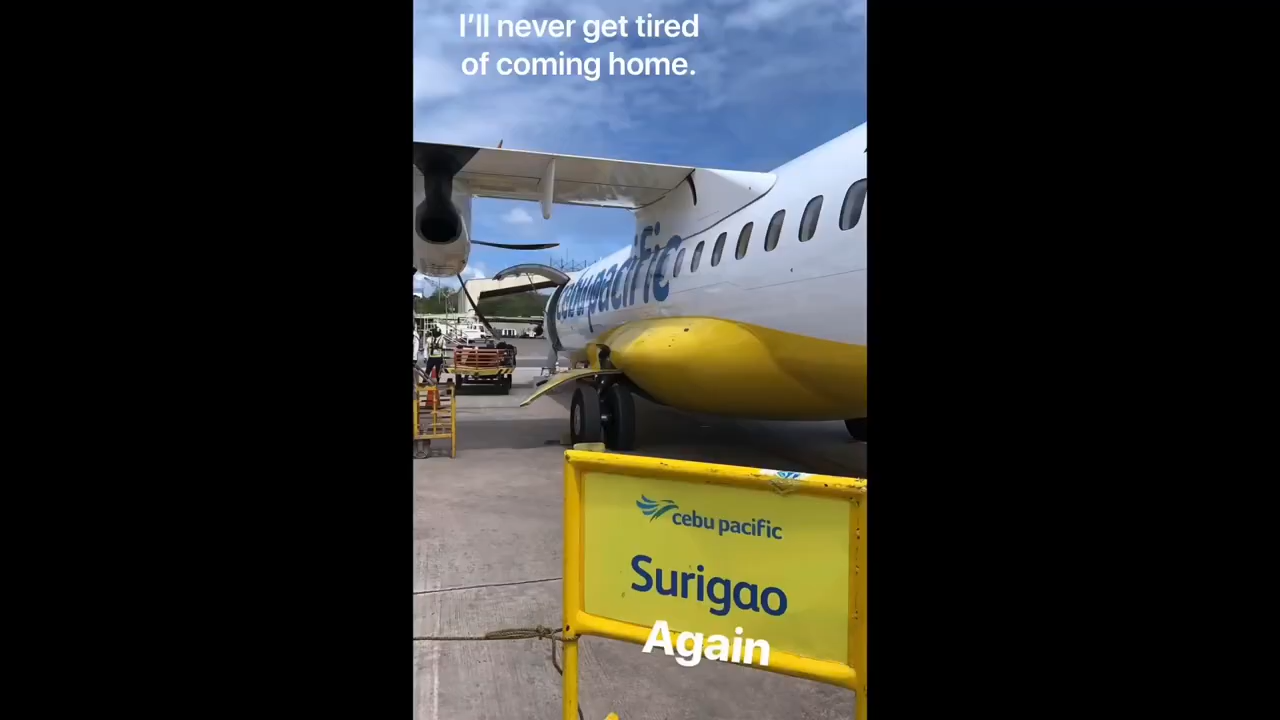 I'll never get tired
of coming home.
cebu pacific
cebu pacific
Surigao
Again